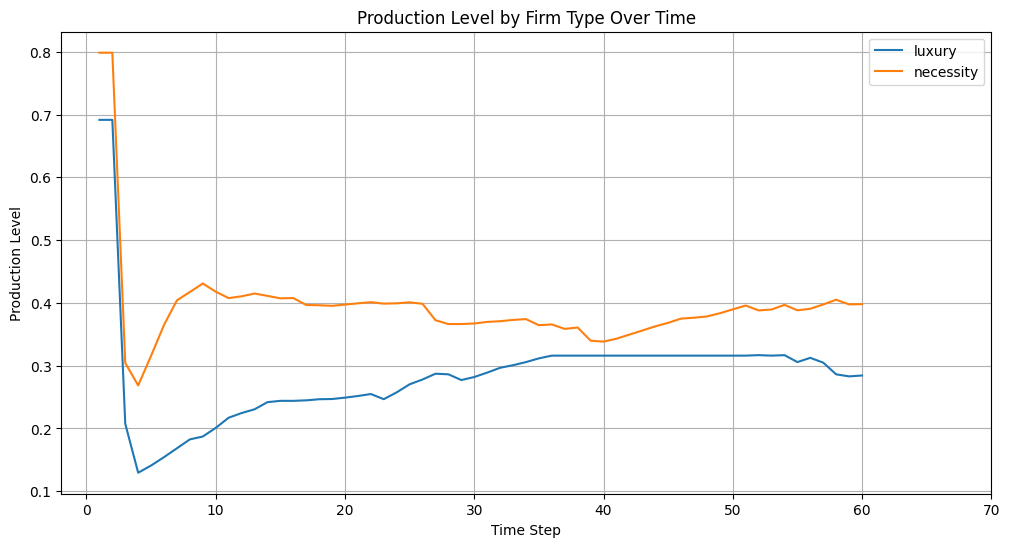 Production Level by Firm Type Over Time
luxury
necessity
Production Level
0.8
0.7
0.6
0.5
0.4
0.3
0.2
0.1
0 10 20 30 40 50 60 70
Time Step